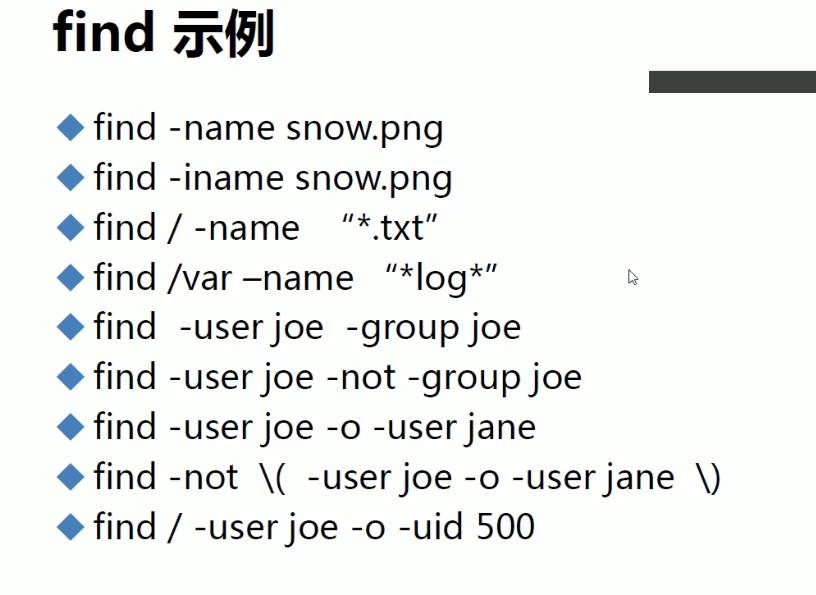 find 示例
find -name snow.png
find -iname snow.png
find / -name “*.txt”
find /var –name “*log*”
find -user joe -group joe
find -user joe -not -group joe
find -user joe -o -user jane
find -not \( -user joe -o -user jane \)
find / -user joe -o -uid 500